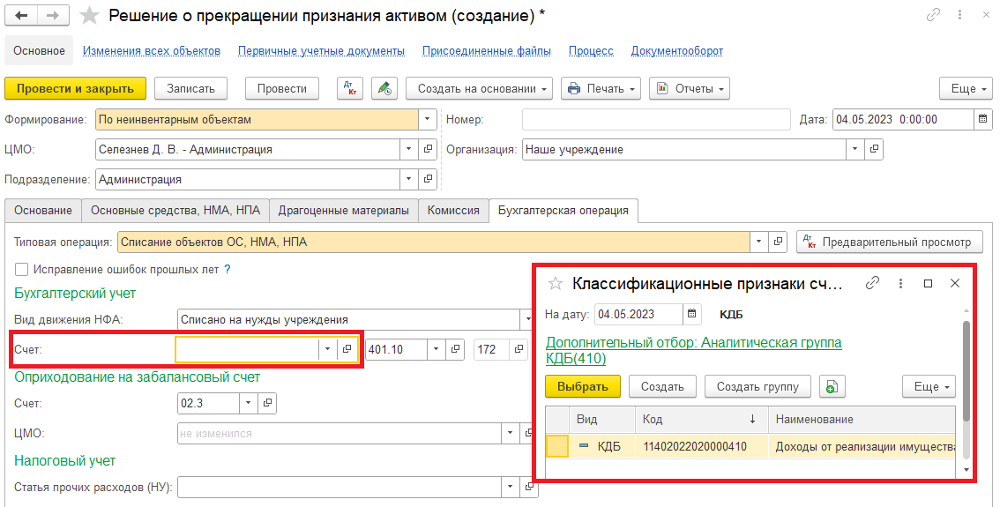 Решение о прекращении признания активом (создание) *
Основное Изменения всех объектов Первичные учетные документы Присоединенные файлы Процесс Документооборот
Провести и закрыть Записать Провести Дт Кт Создать на основании Печать Отчеты Еще
Формирование: По неинвентарным объектам Номер: Дата: 04.05.2023 0:00:00
ЦМО: Селезнев Д. В. - Администрация Организация: Наше учреждение
Подразделение: Администрация
Основание Основные средства, НМА, НПА Драгоценные материалы Комиссия Бухгалтерская операция
Типовая операция: Списание объектов ОС, НМА, НПА Дт Кт Предварительный просмотр
Исправление ошибок прошлых лет ?
Бухгалтерский учет
Вид движения НФА: Списано на нужды учреждения
Счет: 401.10 172
Оприходование на забалансовый счет
Счет: 02.3
ЦМО: не изменился
Налоговый учет
Статья прочих расходов (НУ):
Классификационные признаки сч...
На дату: 04.05.2023 КДБ
Дополнительный отбор: Аналитическая группа
КДБ(410)
Выбрать Создать Создать группу Еще
Вид Код ↓ Наименование
КДБ 11402022020000410 Доходы от реализации имущества